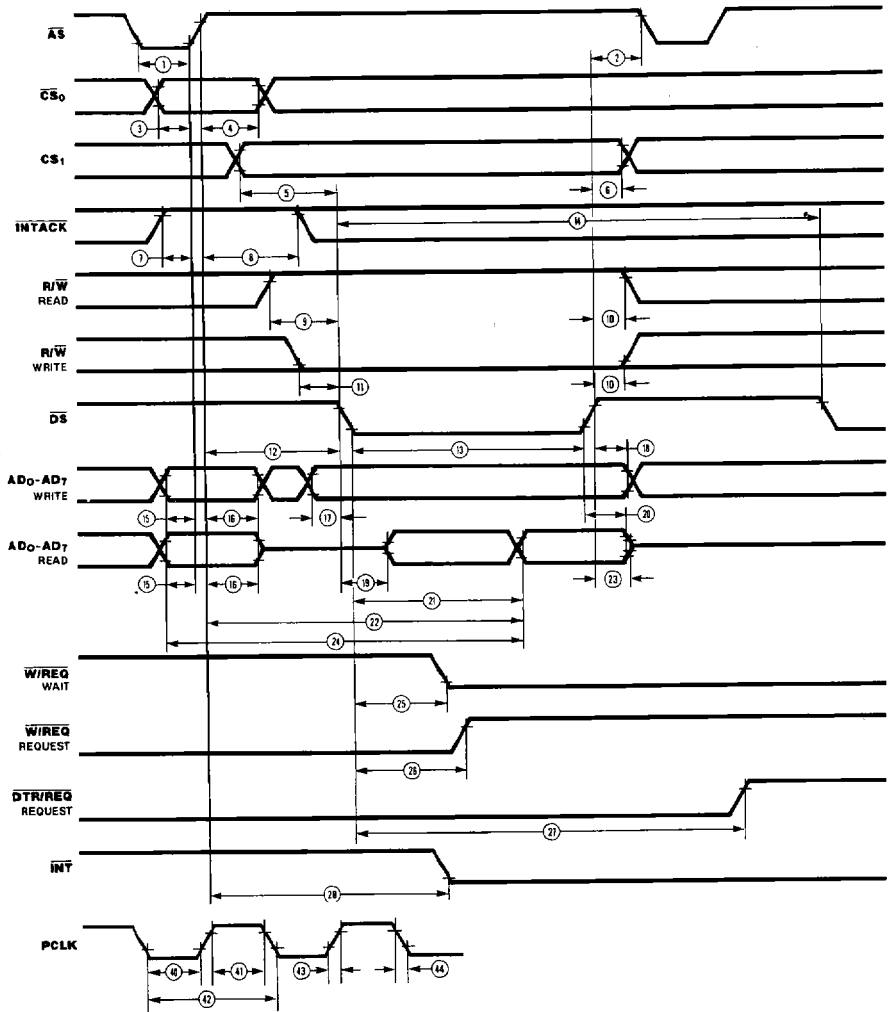 AS
1
2
CS0
3
4
CS1
5
6
INTACK
14
7
8
R/W
READ
9
10
R/W
WRITE
11
10
DS
12
13
18
AD0-AD7
WRITE
15
16
17
20
AD0-AD7
READ
15
16
19
23
21
22
24
W/REQ
WAIT
25
W/REQ
REQUEST
26
DTR/REQ
REQUEST
27
INT
28
PCLK
40
41
43
44
42